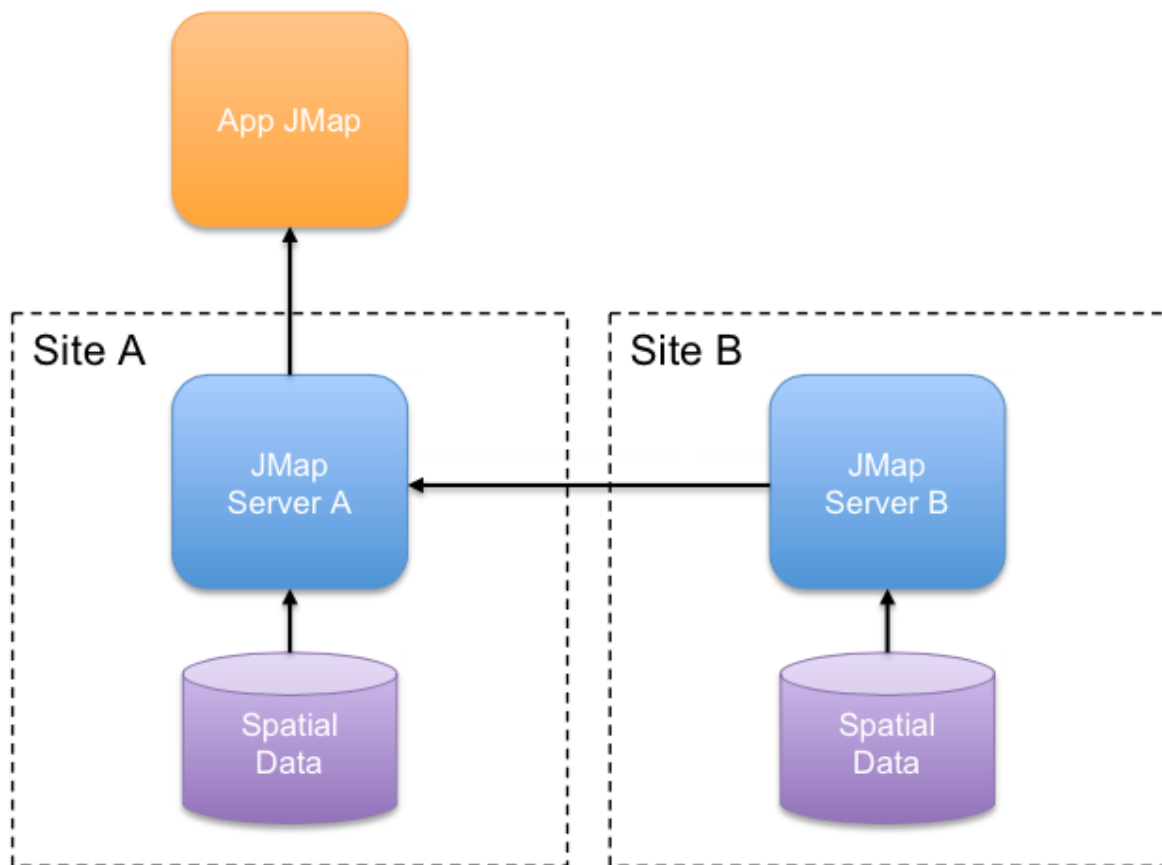 App JMap
Site A
Site B
JMap
Server A
JMap
Server B
Spatial
Data
Spatial
Data